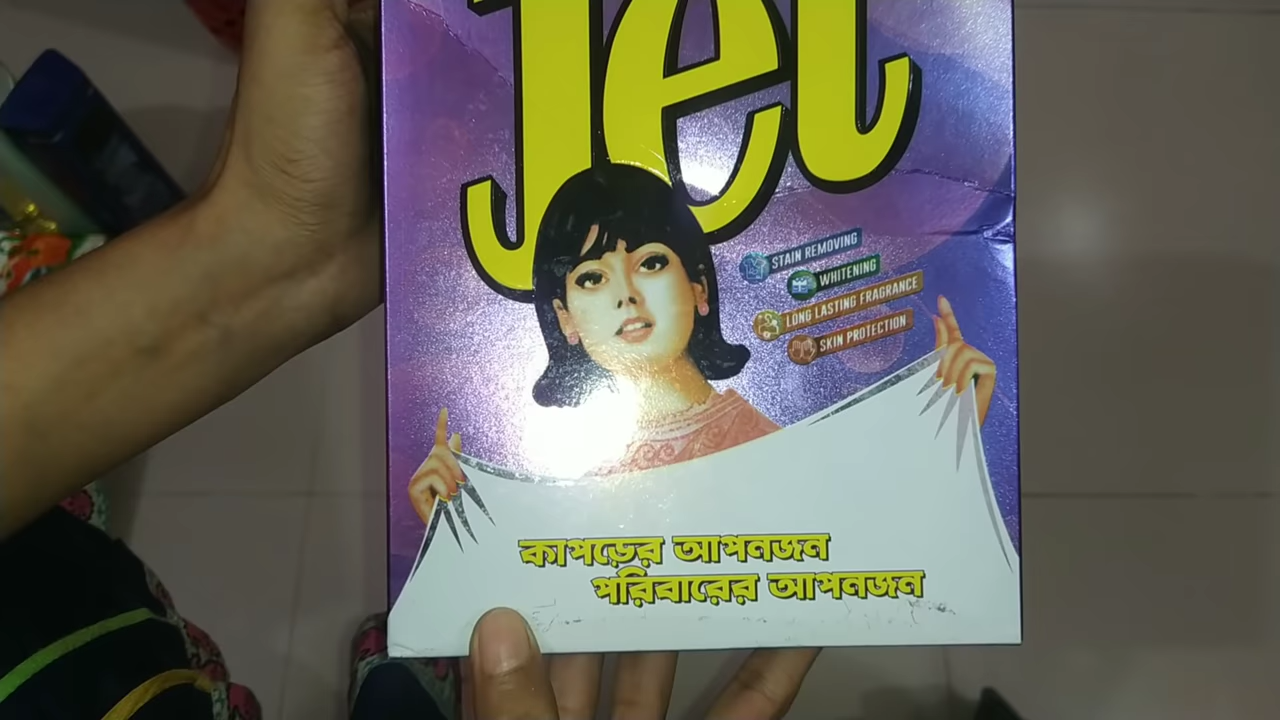 Jet
STAIN REMOVING
WHITENING
LONG LASTING FRAGRANCE
SKIN PROTECTION
কাপড়ের আপনজন
পরিবারের আপনজন